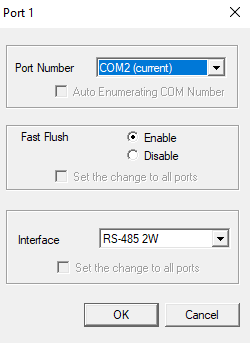 Port 1
Port Number COM2 (current)
Auto Enumerating COM Number
Fast Flush Enable
Disable
Set the change to all ports
Interface RS-485 2W
Set the change to all ports
OK Cancel